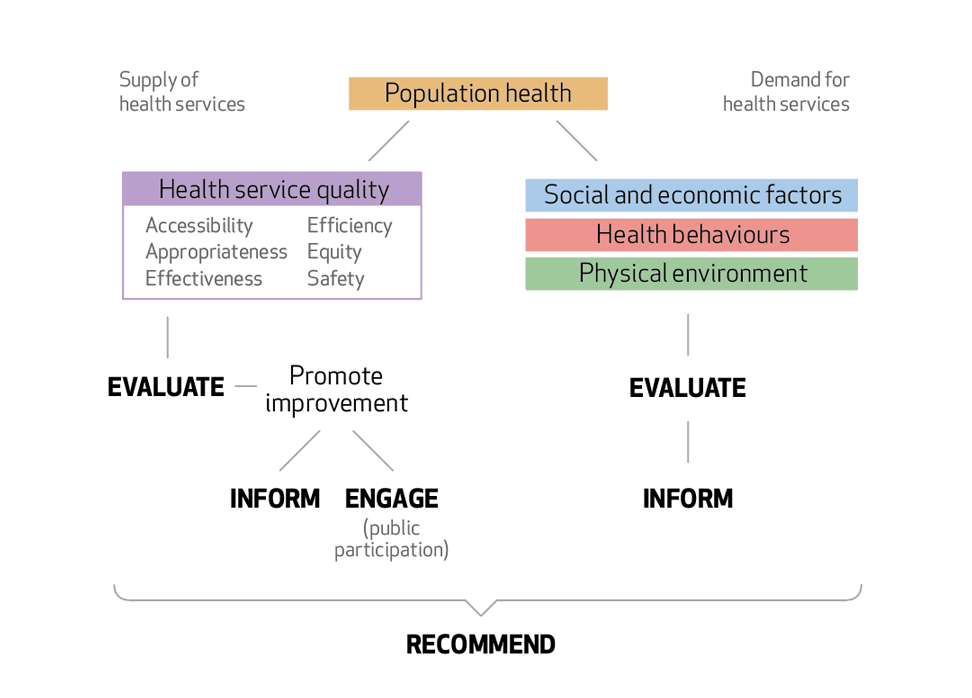 Supply of
health services
Population health
Demand for
health services
Health service quality
Accessibility
Efficiency
Appropriateness
Equity
Effectiveness
Safety
Social and economic factors
Health behaviours
Physical environment
EVALUATE
Promote
improvement
INFORM
ENGAGE
(public
participation)
EVALUATE
INFORM
RECOMMEND